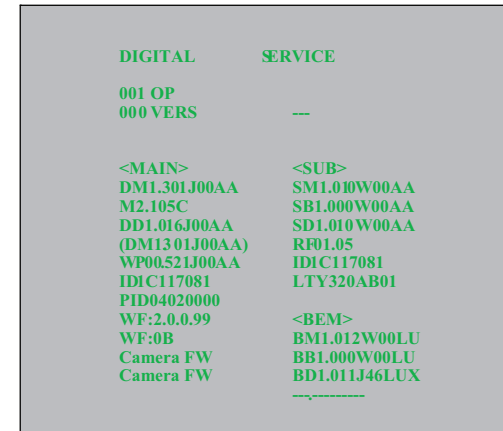 DIGITAL SERVICE
001 OP
000 VERS ---
<MAIN>
DM1.301J00AA
M2.105C
DD1.016J00AA
(DM1301J00AA)
WP00.521J00AA
ID1C117081
PID04020000
WF:2.0.0.99
WF:0B
Camera FW
Camera FW
<SUB>
SM1.010W00AA
SB1.000W00AA
SD1.010W00AA
RF01.05
ID1C117081
LTY320AB01
<BEM>
BM1.012W00LU
BB1.000W00LU
BD1.011J46LUX
---.---------